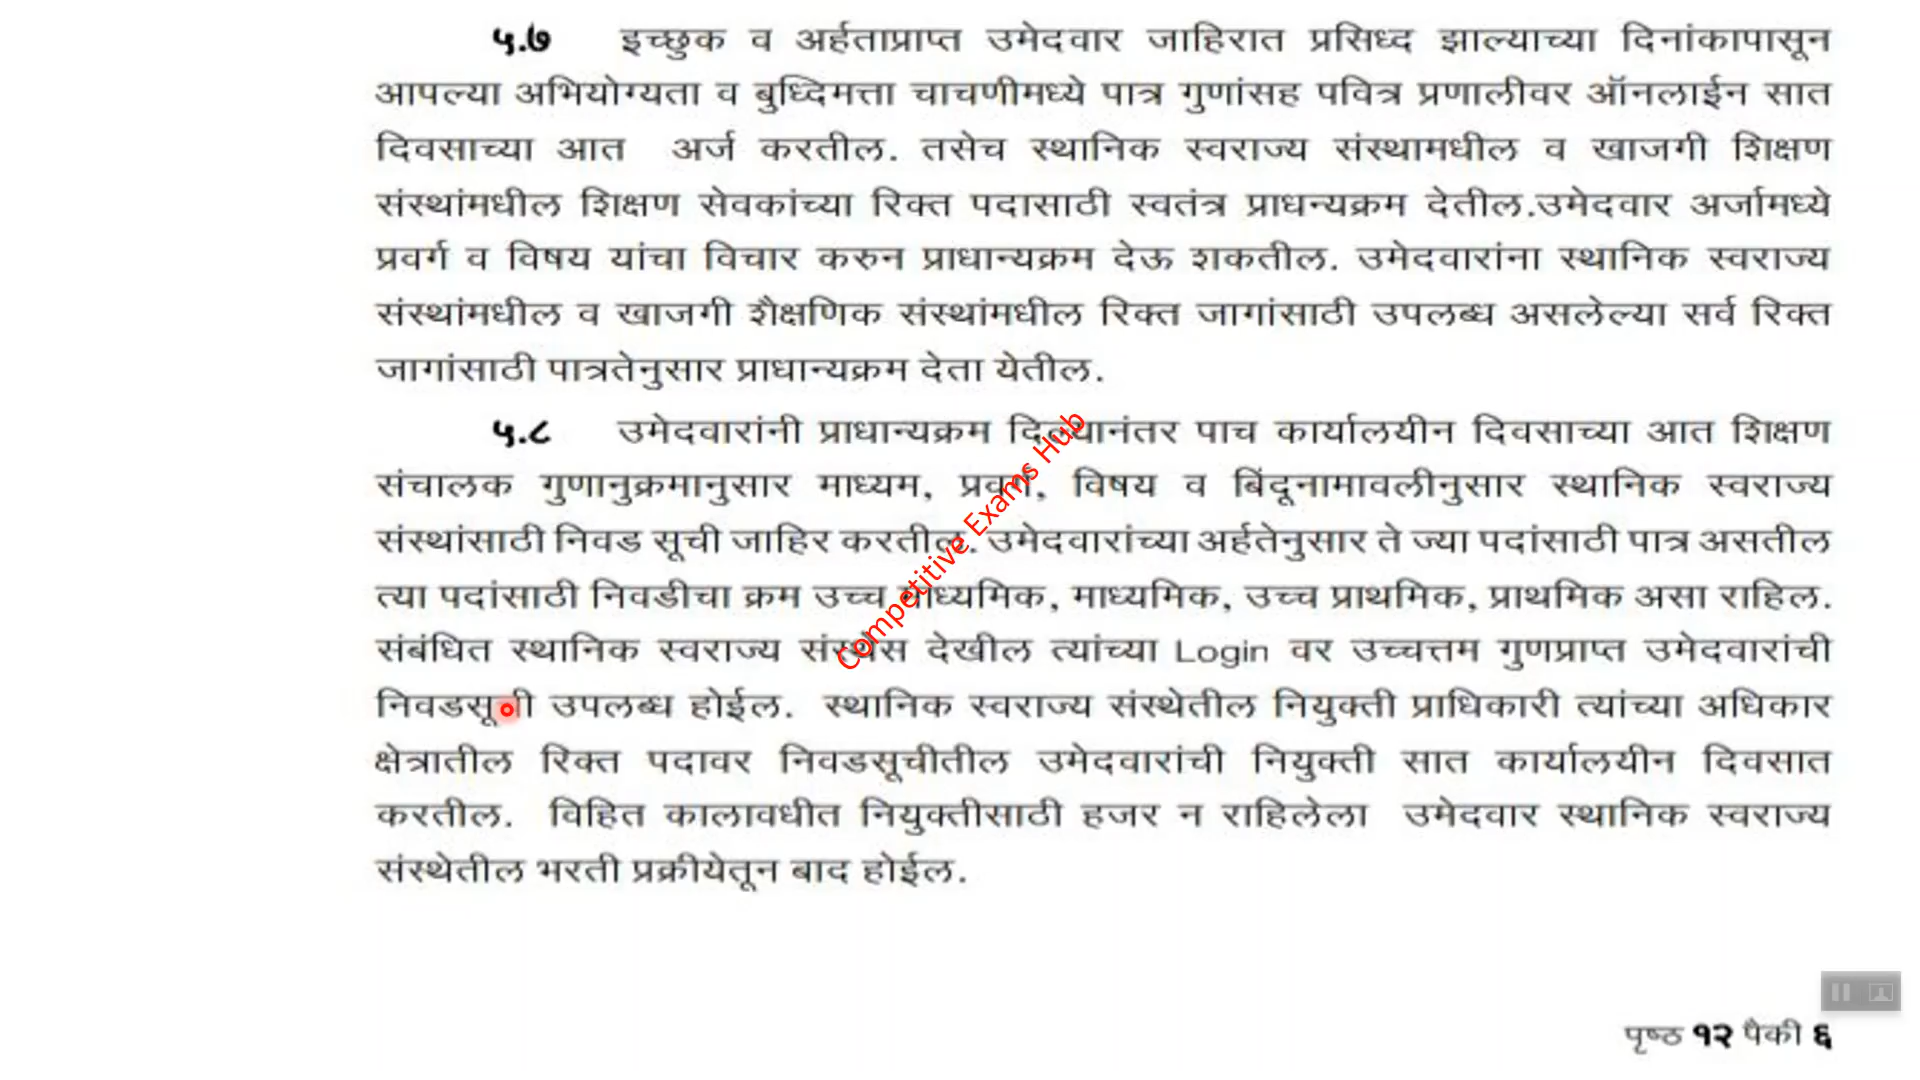 ५.७ इच्छुक व अर्हताप्राप्त उमेदवार जाहिरात प्रसिध्द झाल्याच्या दिनांकापासून
आपल्या अभियोग्यता व बुध्दिमत्ता चाचणीमध्ये पात्र गुणांसह पवित्र प्रणालीवर ऑनलाईन सात
दिवसाच्या आत अर्ज करतील. तसेच स्थानिक स्वराज्य संस्थामधील व खाजगी शिक्षण
संस्थांमधील शिक्षण सेवकांच्या रिक्त पदासाठी स्वतंत्र प्राधन्यक्रम देतील.उमेदवार अर्जामध्ये
प्रवर्ग व विषय यांचा विचार करुन प्राधान्यक्रम देऊ शकतील. उमेदवारांना स्थानिक स्वराज्य
संस्थांमधील व खाजगी शैक्षणिक संस्थांमधील रिक्त जागांसाठी उपलब्ध असलेल्या सर्व रिक्त
जागांसाठी पात्रतेनुसार प्राधान्यक्रम देता येतील.
५.८ उमेदवारांनी प्राधान्यक्रम दिल्यानंतर पाच कार्यालयीन दिवसाच्या आत शिक्षण
संचालक गुणानुक्रमानुसार माध्यम, प्रवर्ग, विषय व बिंदूनामावलीनुसार स्थानिक स्वराज्य
संस्थांसाठी निवड सूची जाहिर करतील. उमेदवारांच्या अर्हतेनुसार ते ज्या पदांसाठी पात्र असतील
त्या पदांसाठी निवडीचा क्रम उच्च माध्यमिक, माध्यमिक, उच्च प्राथमिक, प्राथमिक असा राहिल.
संबंधित स्थानिक स्वराज्य संस्थेस देखील त्यांच्या Login वर उच्चत्तम गुणप्राप्त उमेदवारांची
निवडसूची उपलब्ध होईल. स्थानिक स्वराज्य संस्थेतील नियुक्ती प्राधिकारी त्यांच्या अधिकार
क्षेत्रातील रिक्त पदावर निवडसूचीतील उमेदवारांची नियुक्ती सात कार्यालयीन दिवसात
करतील. विहित कालावधीत नियुक्तीसाठी हजर न राहिलेला उमेदवार स्थानिक स्वराज्य
संस्थेतील भरती प्रक्रीयेतून बाद होईल.
Competitive Exams Hub
पृष्ठ १२ पैकी ६